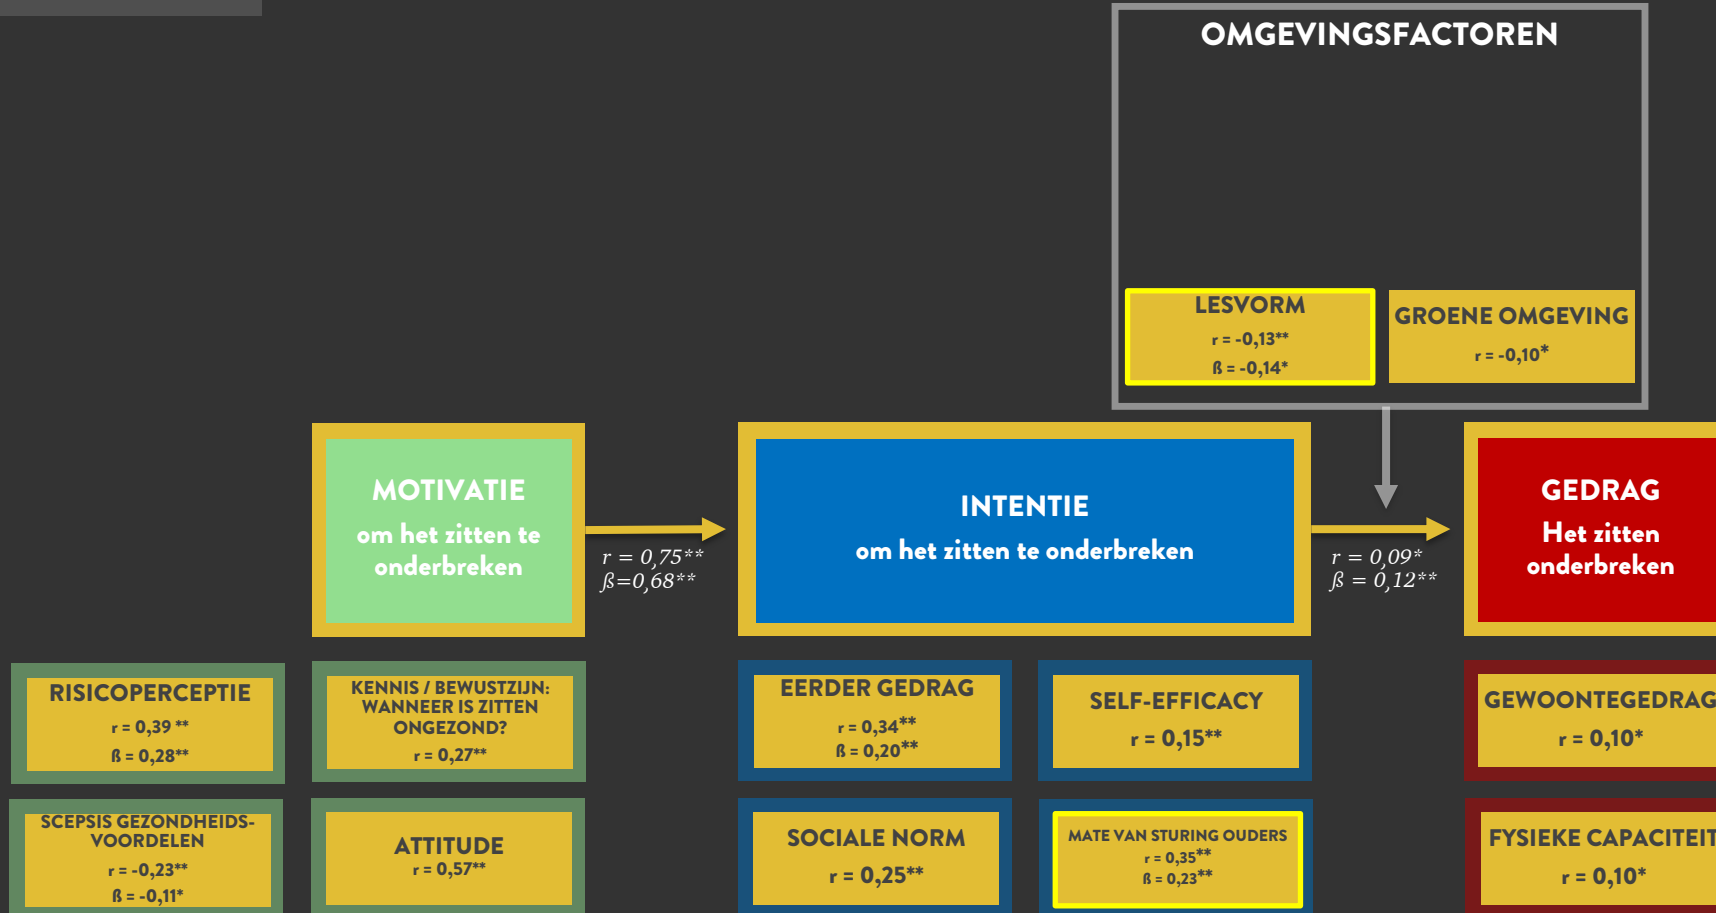 OMGEVINGSFACTOREN
LESVORM
r = -0,13**
ß = -0,14*
GROENE OMGEVING
r = -0,10*
MOTIVATIE
om het zitten te
onderbreken
r = 0,75**
ß=0,68**
INTENTIE
om het zitten te onderbreken
r = 0,09*
ß = 0,12**
GEDRAG
Het zitten
onderbreken
RISICOPERCEPTIE
r = 0,39 **
ß = 0,28**
KENNIS / BEWUSTZIJN:
WANNEER IS ZITTEN
ONGEZOND?
r = 0,27**
EERDER GEDRAG
r = 0,34**
ß = 0,20**
SELF-EFFICACY
r = 0,15**
GEWOONTEGEDRAG
r = 0,10*
SCEPSIS GEZONDHEIDS-
VOORDELEN
r = -0,23**
ß = -0,11*
ATTITUDE
r = 0,57**
SOCIALE NORM
r = 0,25**
MATE VAN STURING OUDERS
r = 0,35**
ß = 0,23**
FYSIEKE CAPACITEIT
r = 0,10*